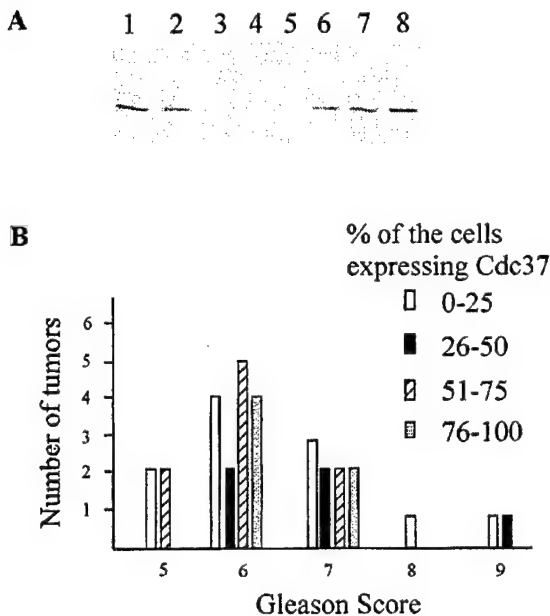 A
1 2 3 4 5 6 7 8
B
% of the cells
expressing Cdc37
0-25
26-50
51-75
76-100
Number of tumors
6
5
4
3
2
1
5 6 7 8 9
Gleason Score